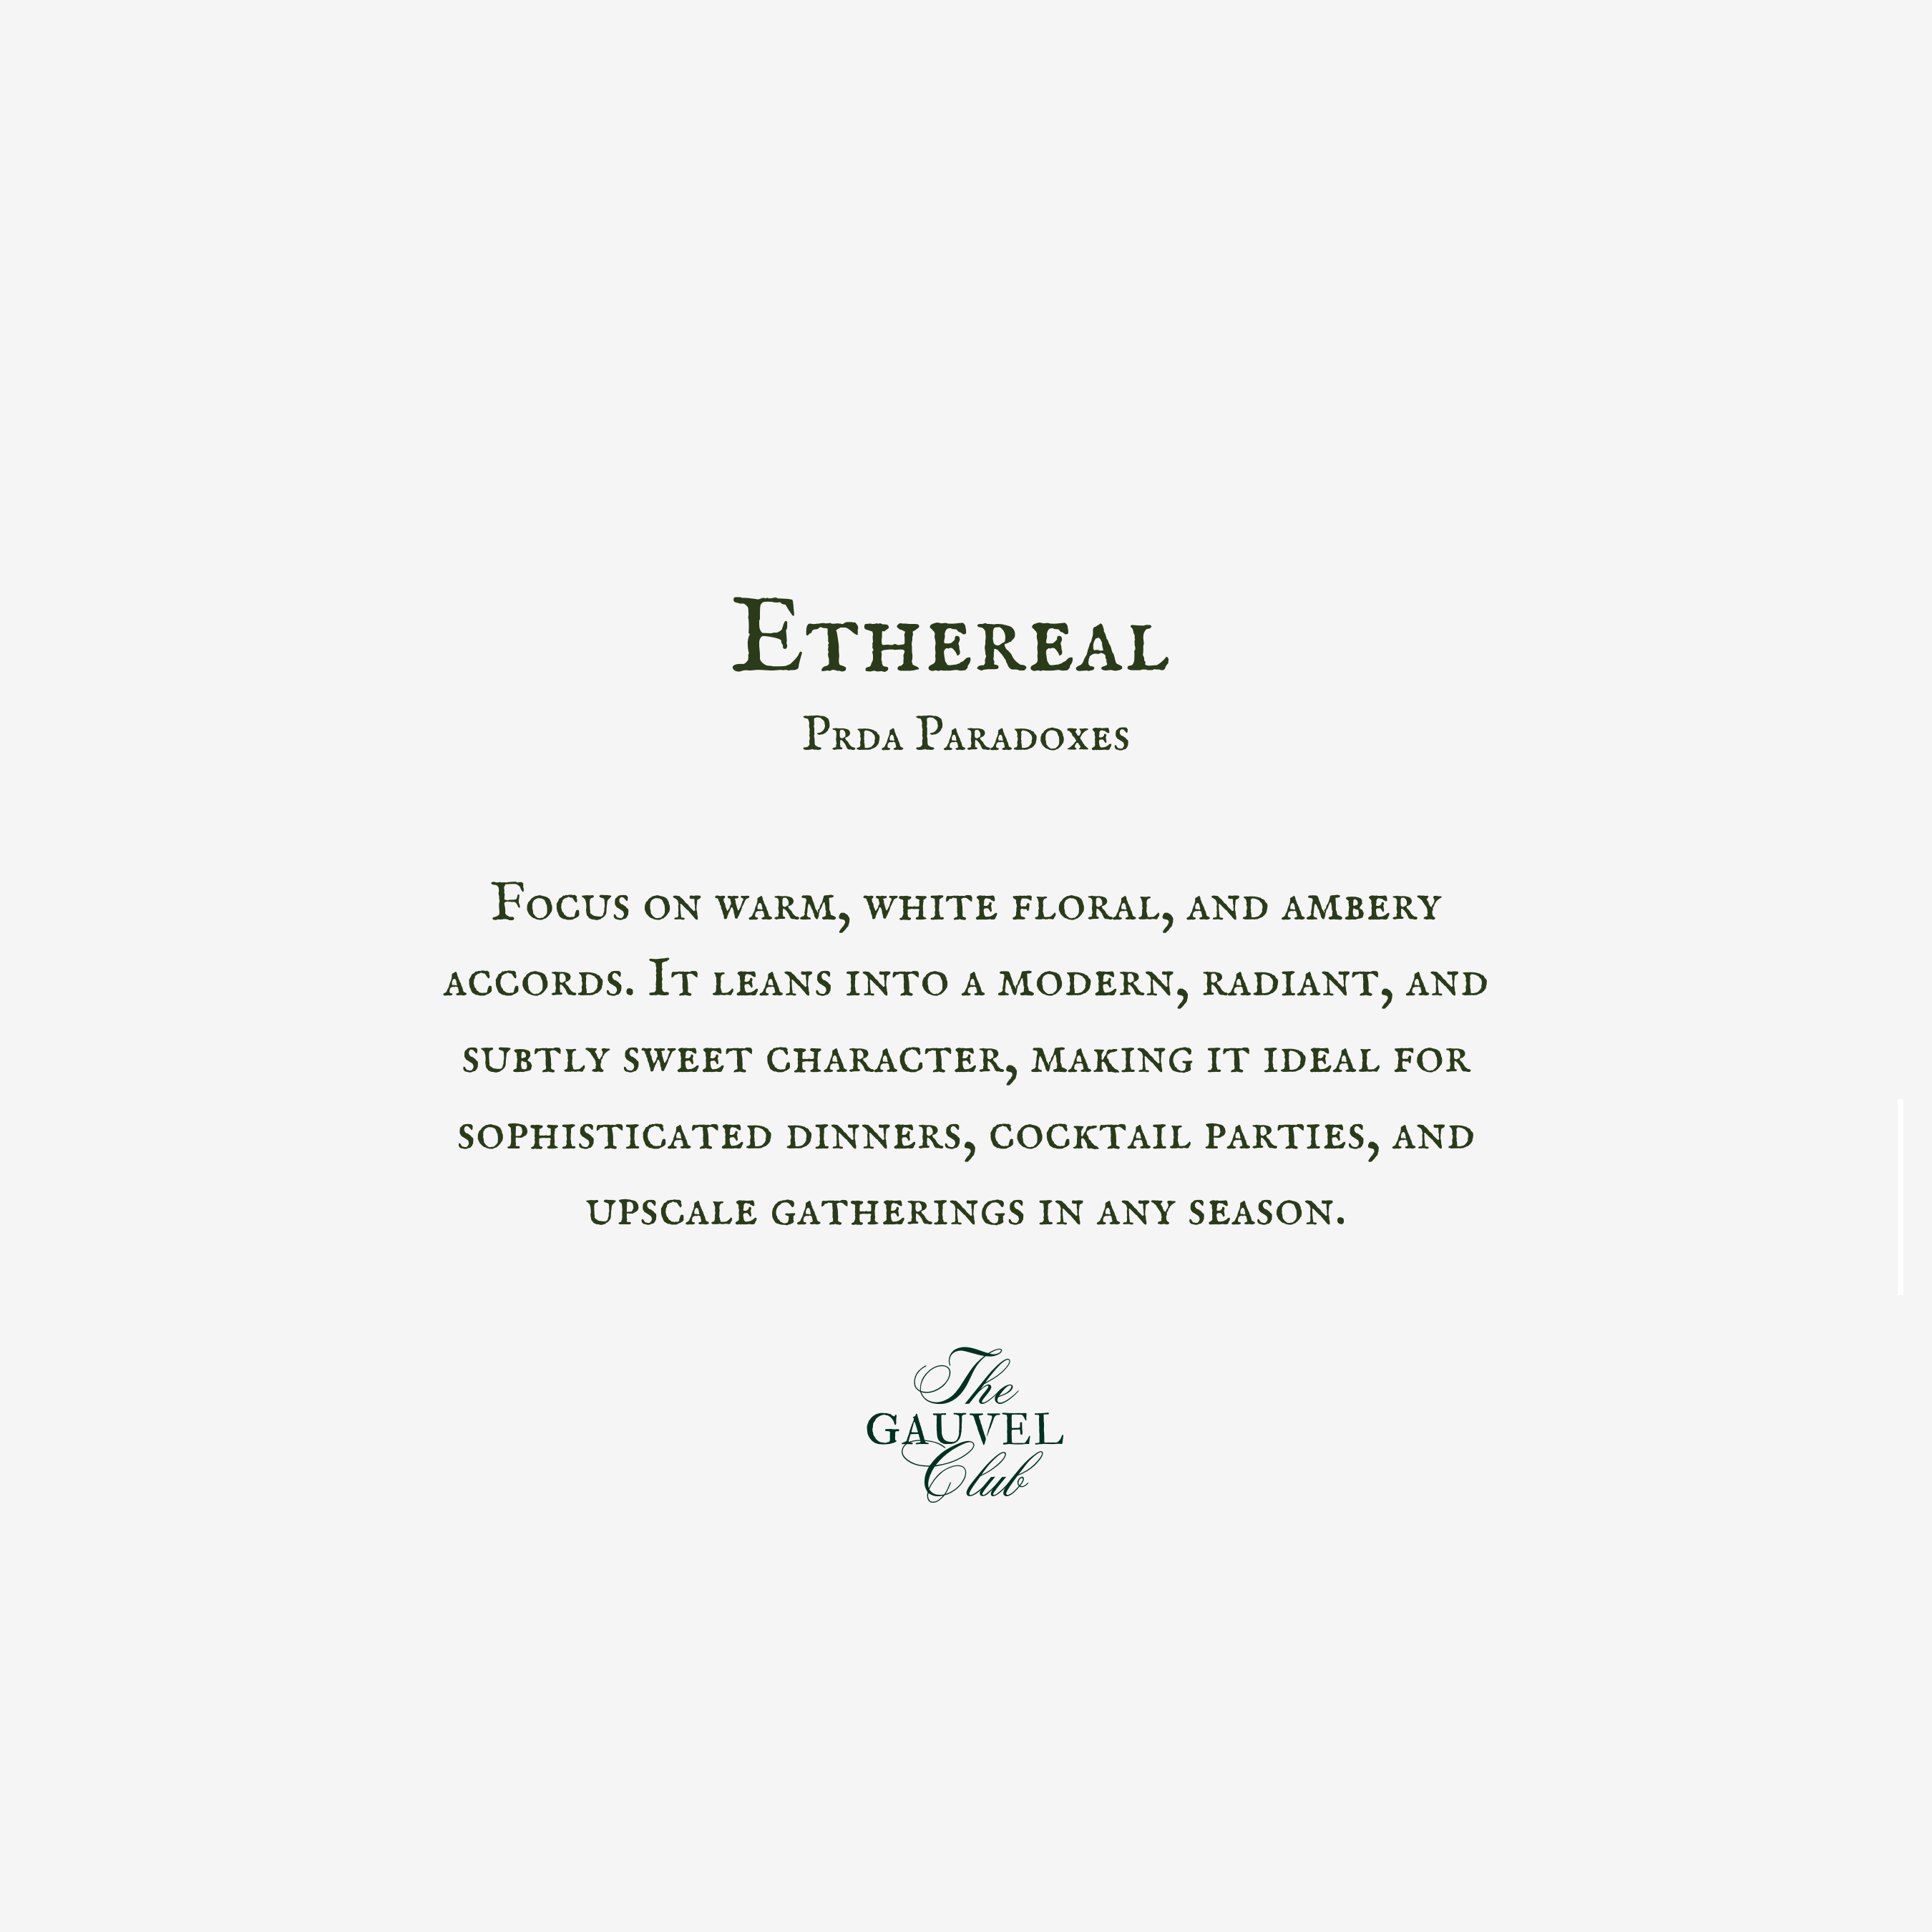 Ethereal
Prda Paradoxes
Focus on warm, white floral, and ambery
accords. It leans into a modern, radiant, and
subtly sweet character, making it ideal for
sophisticated dinners, cocktail parties, and
upscale gatherings in any season.
The
GAUVEL
Club